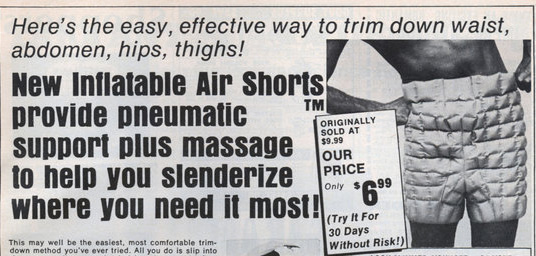 Here's the easy, effective way to trim down waist,
abdomen, hips, thighs!
New Inflatable Air Shorts
TM
provide pneumatic
support plus massage
to help you slenderize
where you need it most!
ORIGINALLY
SOLD AT
$9.99
OUR
PRICE
Only $6.99
(Try It For
30 Days
Without Risk!)
This may well be the easiest, most comfortable trim-
down method you've ever tried. All you do is slip into